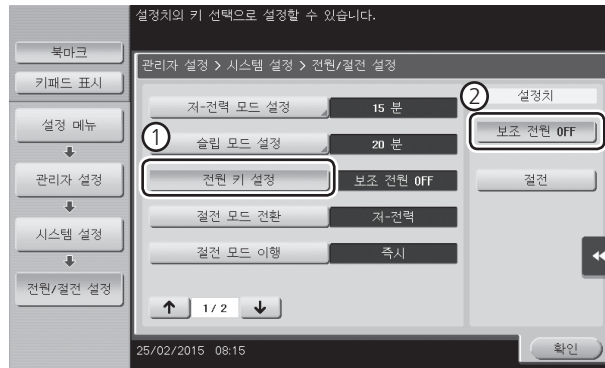 설정치의 키 선택으로 설정할 수 있습니다.
북마크
키패드 표시
설정 메뉴
관리자 설정
시스템 설정
전원/절전 설정
관리자 설정 > 시스템 설정 > 전원/절전 설정
저-전력 모드 설정 15 분
① 슬립 모드 설정 20 분
전원 키 설정 보조 전원 OFF
절전 모드 전환 저-전력
절전 모드 이행 즉시
↑ 1/2 ↓
② 설정치
보조 전원 OFF
절전
25/02/2015 08:15
확인